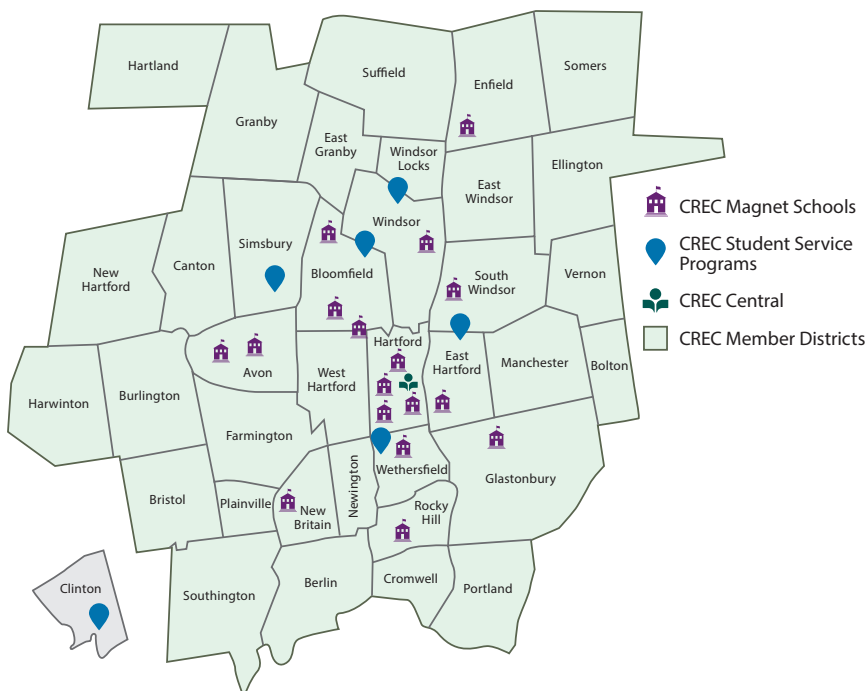 Hartland
Suffield
Enfield
Somers
Granby
East
Granby
Windsor
Locks
East
Windsor
Ellington
Windsor
Simsbury
Canton
New
Hartford
Bloomfield
South
Windsor
Vernon
CREC Magnet Schools
CREC Student Service
Programs
CREC Central
CREC Member Districts
Hartford
Avon
West
Hartford
East
Hartford
Manchester
Bolton
Harwinton
Burlington
Farmington
Wethersfield
Glastonbury
Bristol
Plainville
New
Britain
Newington
Rocky
Hill
Clinton
Southington
Berlin
Cromwell
Portland